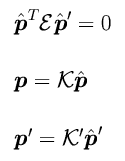 𝒑̂ᵀ𝓔𝒑̂′ = 0
𝒑 = 𝒦𝒑̂
𝒑′ = 𝒦′𝒑̂′